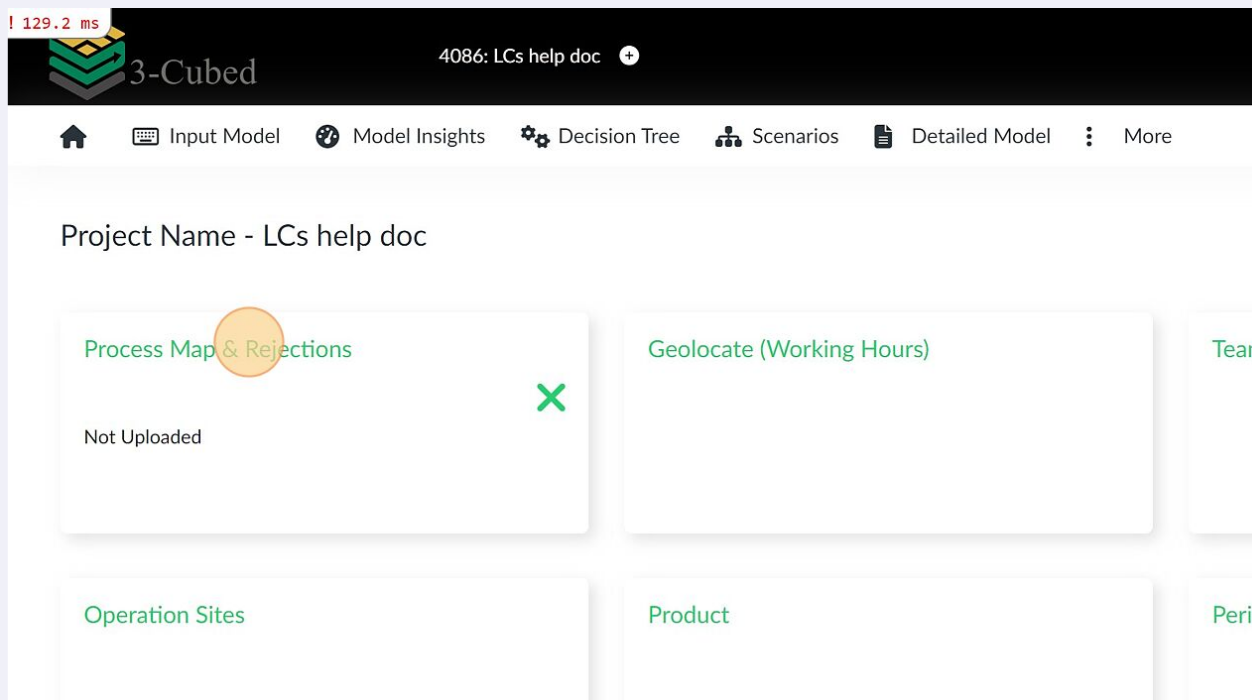 ! 129.2 ms
3-Cubed
4086: LCs help doc
Input Model Model Insights Decision Tree Scenarios Detailed Model More
Project Name - LCs help doc
Process Map & Rejections Geolocate (Working Hours)
Not Uploaded
Operation Sites Product